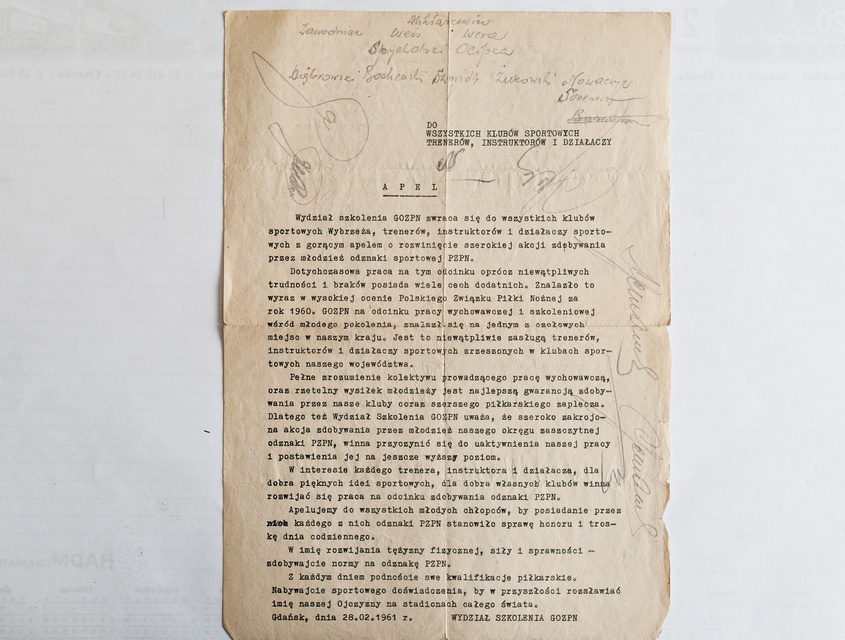 Zawodman Weis Wera
Spychalski Ocipka
Szmidt Żukowski Nowaccy
DO
WSZYSTKICH KLUBÓW SPORTOWYCH
TRENERÓW, INSTRUKTORÓW I DZIAŁACZY
A P E L
Wydział szkolenia GOZPN zwraca się do wszystkich klubów
sportowych Wybrzeża, trenerów, instruktorów i działaczy sporto-
wych z gorącym apelem o rozwinięcie szerokiej akcji zdobywania
przez młodzież odznaki sportowej PZPN.
Dotychczasowa praca na tym odcinku oprócz niewątpliwych
trudności i braków posiada wiele cech dodatnich. Znalazło to
wyraz w wysokiej ocenie Polskiego Związku Piłki Nożnej za
rok 1960. GOZPN na odcinku pracy wychowawczej i szkoleniowej
wśród młodego pokolenia, znalazł się na jednym z czołowych
miejsc w naszym kraju. Jest to niewątpliwie zasługą trenerów,
instruktorów i działaczy sportowych zrzeszonych w klubach spor-
towych naszego województwa.
Pełne zrozumienie kolektywu prowadzącego pracę wychowawczą,
oraz rzetelny wysiłek młodzieży jest najlepszą gwarancją zdoby-
wania przez nasze kluby coraz szerszego piłkarskiego zaplecza.
Dlatego też Wydział Szkolenia GOZPN uważa, że szeroko zakrojo-
na akcja zdobywania przez młodzież naszego okręgu zaszczytnej
odznaki PZPN, winna przyczynić się do uaktywnienia naszej pracy
i postawienia jej na jeszcze wyższy poziom.
W interesie każdego trenera, instruktora i działacza, dla
dobra pięknych idei sportowych, dla dobra własnych klubów winna
rozwijać się praca na odcinku zdobywania odznaki PZPN.
Apelujemy do wszystkich młodych chłopców, by posiadanie przez
każdego z nich odznaki PZPN stanowiło sprawę honoru i tros-
kę dnia codziennego.
W imię rozwijania tężyzny fizycznej, siły i sprawności -
zdobywajcie normy na odznakę PZPN.
Z każdym dniem podnoście swe kwalifikacje piłkarskie.
Nabywajcie sportowego doświadczenia, by w przyszłości rozsławiać
imię naszej Ojczyzny na stadionach całego świata.
Gdańsk, dnia 28.02.1961 r. WYDZIAŁ SZKOLENIA GOZPN